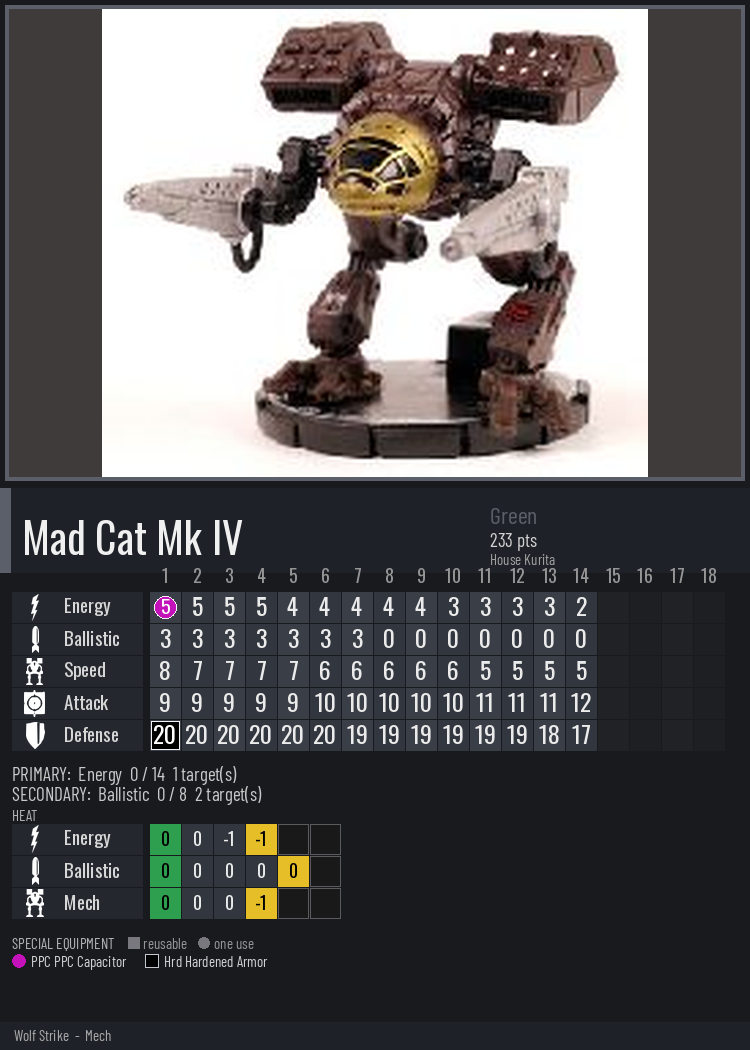 Mad Cat Mk IV
Green
233 pts
House Kurita
1 2 3 4 5 6 7 8 9 10 11 12 13 14 15 16 17 18
Energy 5 5 5 5 4 4 4 4 4 3 3 3 3 2
Ballistic 3 3 3 3 3 3 3 0 0 0 0 0 0 0
Speed 8 7 7 7 7 6 6 6 6 6 5 5 5 5
Attack 9 9 9 9 9 10 10 10 10 10 11 11 11 12
Defense 20 20 20 20 20 20 19 19 19 19 19 19 18 17
PRIMARY: Energy 0 / 14 1 target(s)
SECONDARY: Ballistic 0 / 8 2 target(s)
HEAT
Energy 0 0 -1 -1
Ballistic 0 0 0 0 0
Mech 0 0 0 -1
SPECIAL EQUIPMENT reusable one use
PPC PPC Capacitor Hrd Hardened Armor
Wolf Strike - Mech